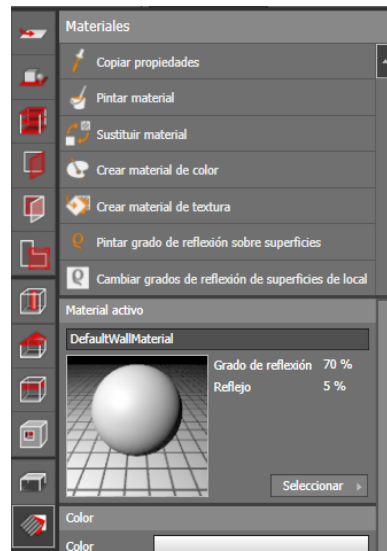 Materiales
Copiar propiedades
Pintar material
Sustituir material
Crear material de color
Crear material de textura
Pintar grado de reflexión sobre superficies
Cambiar grados de reflexión de superficies de local
Material activo
DefaultWallMaterial
Grado de reflexión 70 %
Reflejo 5 %
Seleccionar
Color
Color